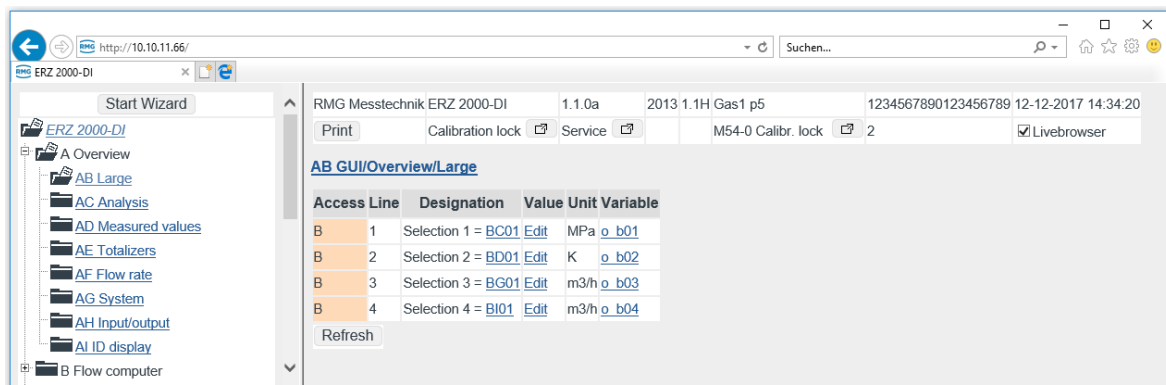 http://10.10.11.66/
Suchen...
RMG ERZ 2000-DI
Start Wizard
ERZ 2000-DI
A Overview
AB Large
AC Analysis
AD Measured values
AE Totalizers
AF Flow rate
AG System
AH Input/output
AI ID display
B Flow computer
RMG Messtechnik ERZ 2000-DI 1.1.0a 2013 1.1H Gas1 p5 1234567890123456789 12-12-2017 14:34:20
Print Calibration lock Service M54-0 Calibr. lock 2 Livebrowser
AB GUI/Overview/Large
Access Line Designation Value Unit Variable
B 1 Selection 1 = BC01 Edit MPa o_b01
B 2 Selection 2 = BD01 Edit K o_b02
B 3 Selection 3 = BG01 Edit m3/h o_b03
B 4 Selection 4 = BI01 Edit m3/h o_b04
Refresh